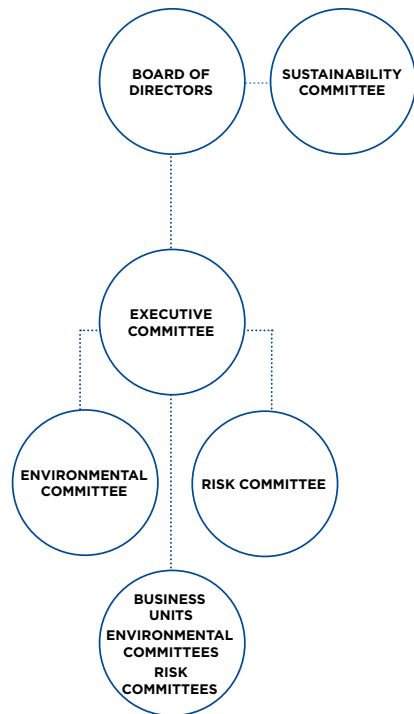 BOARD OF
DIRECTORS
SUSTAINABILITY
COMMITTEE
EXECUTIVE
COMMITTEE
ENVIRONMENTAL
COMMITTEE
RISK COMMITTEE
BUSINESS
UNITS
ENVIRONMENTAL
COMMITTEES
RISK
COMMITTEES